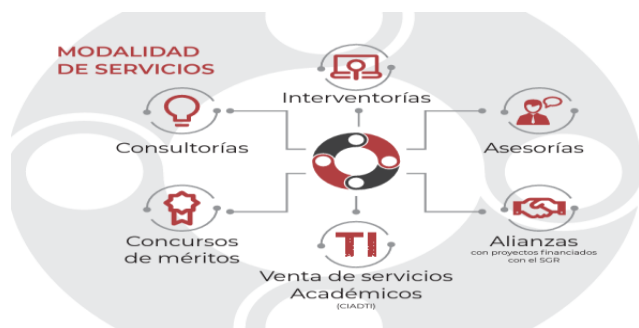 MODALIDAD
DE SERVICIOS
Interventorías
Consultorías
Asesorías
Concursos
de méritos
TI
Venta de servicios
Académicos
(CIADTI)
Alianzas
con proyectos financiados
con el SGR